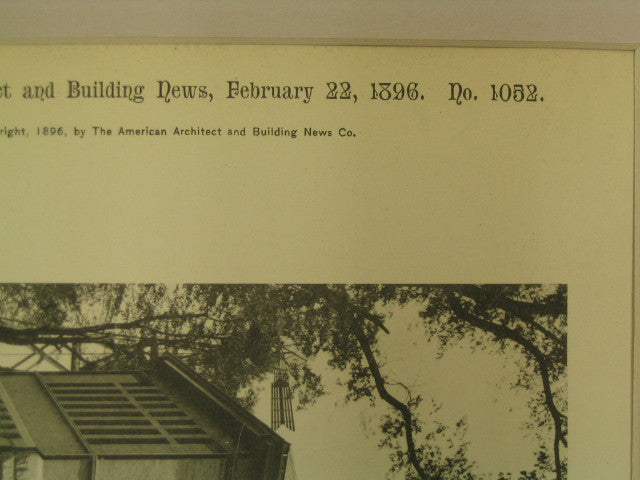 ct and Building News, February 22, 1896. No. 1052.
right, 1896, by The American Architect and Building News Co.